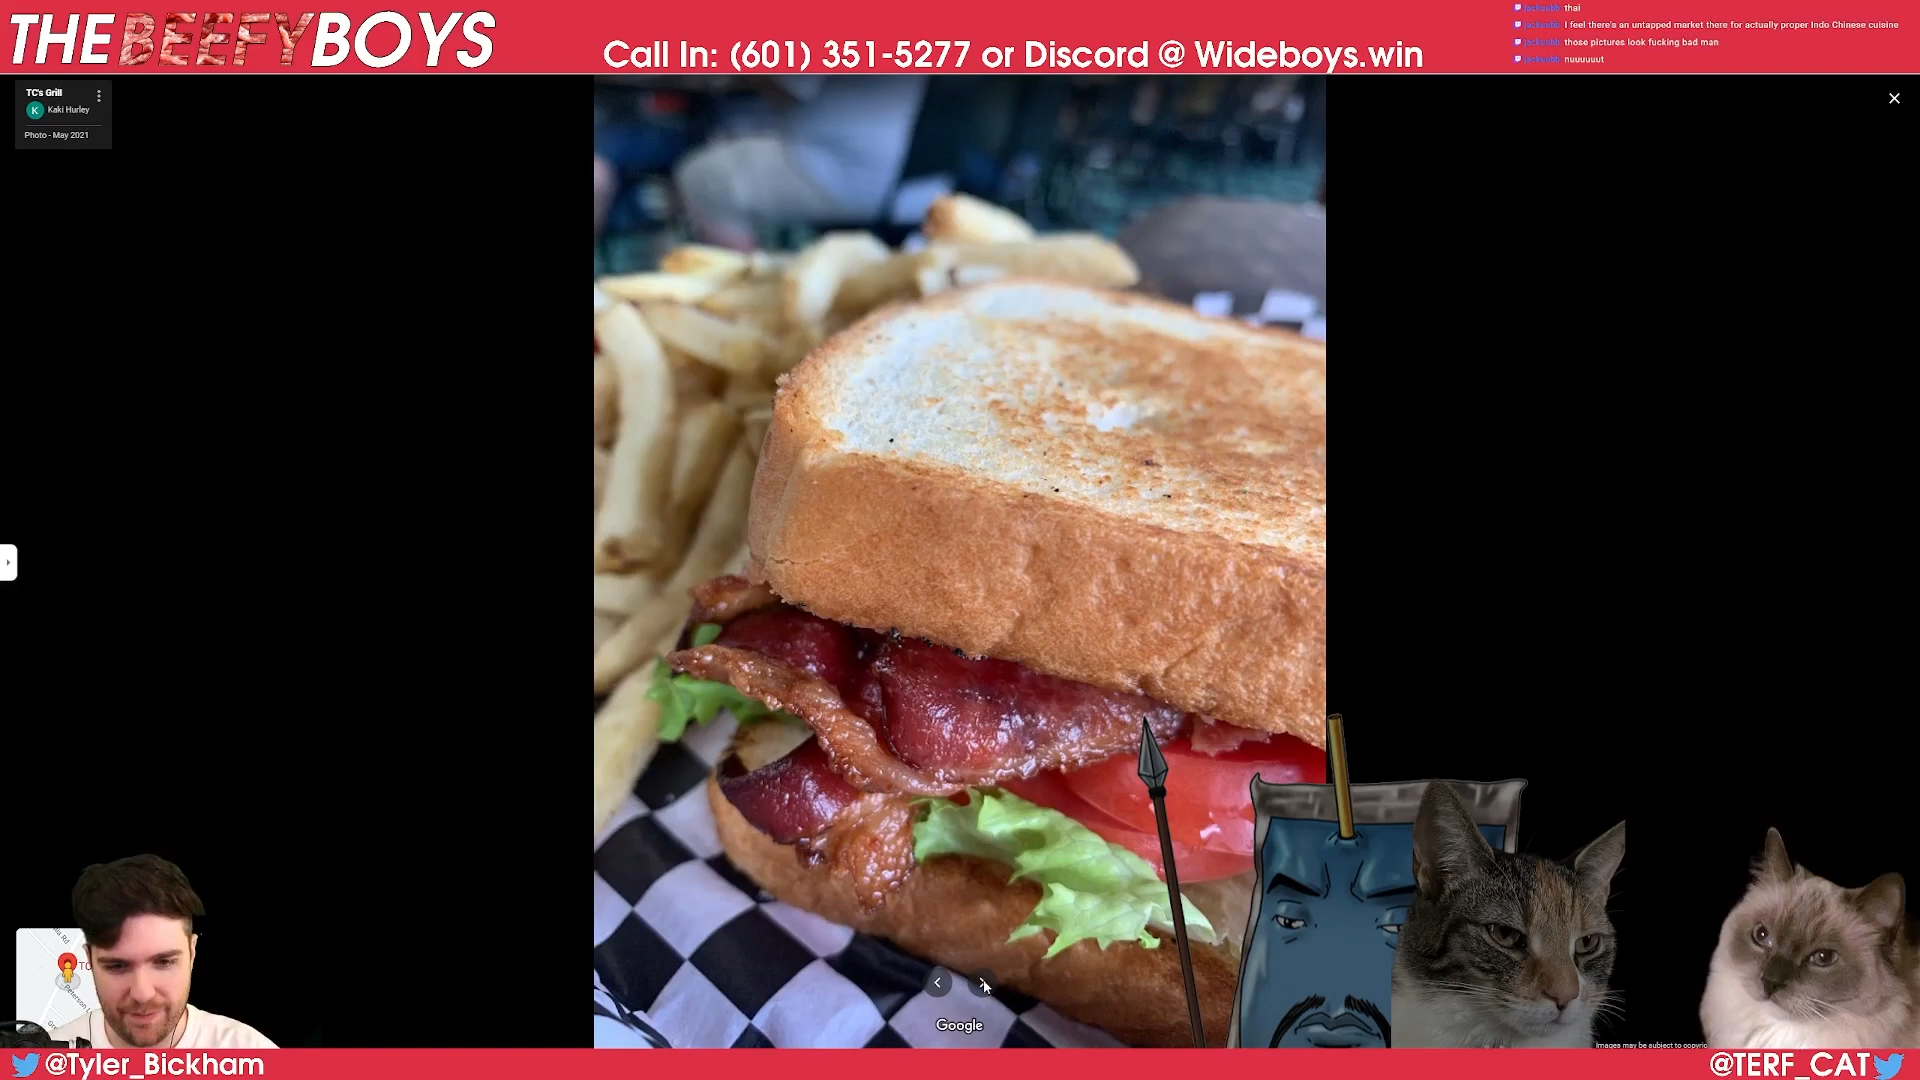 THE BEEFY BOYS
Call In: (601) 351-5277 or Discord @ Wideboys.win
thai
I feel there's an untapped market there for actually proper Indo Chinese cuisine
those pictures look fucking bad man
nuuuuuut
TC's Grill
K Kaki Hurley
Photo - May 2021
Google
@Tyler_Bickham
@TERF_CAT